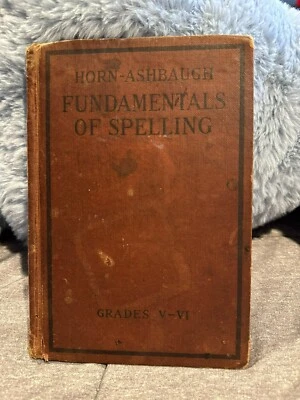 HORN-ASHBAUGH
FUNDAMENTALS
OF SPELLING
GRADES V-VI